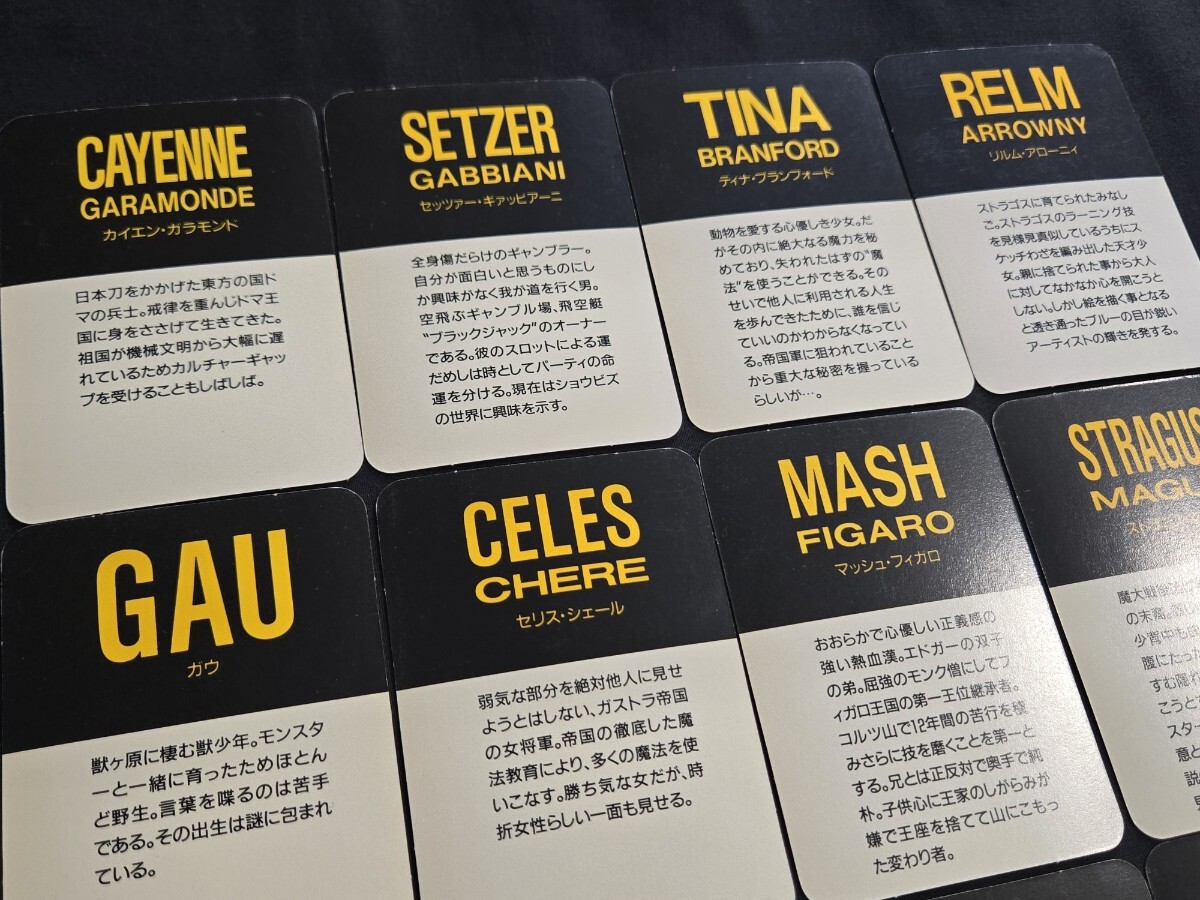 CAYENNE
GARAMONDE
カイエン・ガラモンド
日本刀をかかげた東方の国ド
マの兵士。戒律を重んじドマ王
国に身をささげて生きてきた。
祖国が機械文明から大幅に遅
れているためカルチャーギャッ
プを受けることもしばしば。
SETZER
GABBIANI
セッツァー・ギャッビアーニ
全身傷だらけのギャンブラー。
自分が面白いと思うものにし
か興味がなく我が道を行く男。
空飛ぶギャンブル場、飛空艇
“ブラックジャック”のオーナー
である。彼のスロットによる運
だめしは時としてパーティの命
運を分ける。現在はショウビズ
の世界に興味を示す。
TINA
BRANFORD
ティナ・ブランフォード
動物を愛する心優しき少女。だ
がその内に絶大なる魔力を秘
めており、失われたはずの“魔
法”を使うことができる。その
せいで他人に利用される人生
を歩んできたために、誰を信じ
ていいのかわからなくなってい
る。帝国軍に狙われていること
から重大な秘密を握っている
らしいが…。
RELM
ARROWNY
リルム・アローニィ
ストラゴスに育てられたみなし
ご。ストラゴスのラーニング技
を見様見真似しているうちにス
ケッチわざを編み出した天才少
女。親に捨てられた事から大人
に対してなかなか心を開こうと
しない。しかし絵を描く事となる
と透き通ったブルーの目が鋭い
アーティストの輝きを発する。
GAU
ガウ
獣ヶ原に棲む獣少年。モンスタ
ーと一緒に育ったためほとん
ど野生。言葉を喋るのは苦手
である。その出生は謎に包まれ
ている。
CELES
CHERE
セリス・シェール
弱気な部分を絶対他人に見せ
ようとはしない、ガストラ帝国
の女将軍。帝国の徹底した魔
法教育により、多くの魔法を使
いこなす。勝ち気な女だが、時
折女性らしい一面も見せる。
MASH
FIGARO
マッシュ・フィガロ
おおらかで心優しい正義感の
強い熱血漢。エドガーの双子
の弟。屈強のモンク僧にしてフ
ィガロ王国の第一王位継承者。
コルツ山で12年間の苦行を積
みさらに技を磨くことを第一と
する。兄とは正反対で奥手で純
朴。子供心に王家のしがらみが
嫌で王座を捨てて山にこもっ
た変わり者。
STRAGUS
MAGU
魔大戦後
の末裔。
少育中も
腹にたった
すむ隠れ
こうと
スター
意と
説